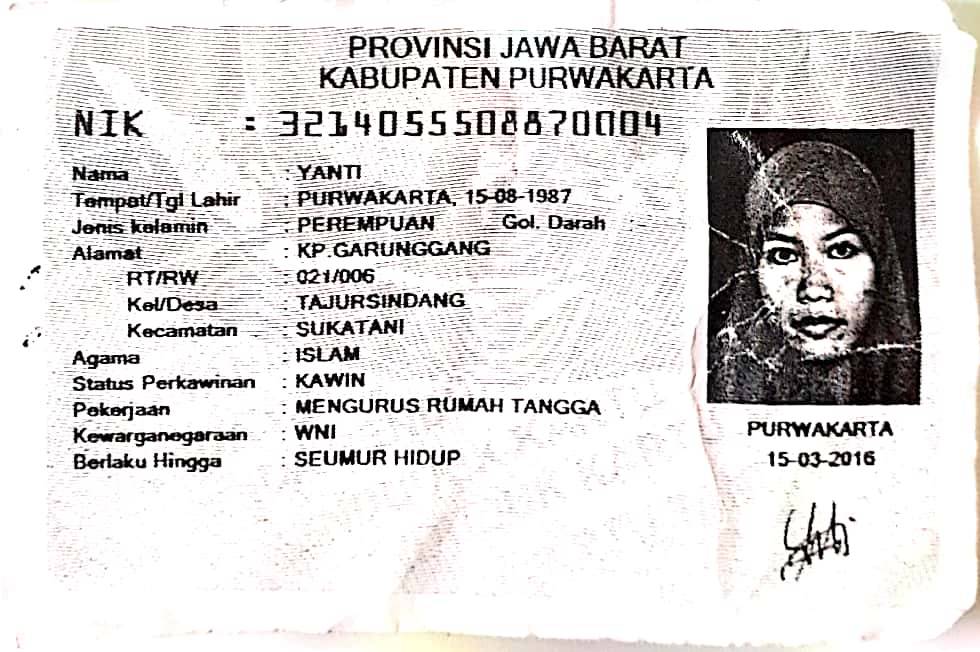 PROVINSI JAWA BARAT
KABUPATEN PURWAKARTA
NIK : 3214055508870004
Nama : YANTI
Tempat/Tgl Lahir : PURWAKARTA, 15-08-1987
Jenis kelamin : PEREMPUAN Gol. Darah :-
Alamat : KP.GARUNGGANG
RT/RW : 021/006
Kel/Desa : TAJURSINDANG
Kecamatan : SUKATANI
Agama : ISLAM
Status Perkawinan : KAWIN
Pekerjaan : MENGURUS RUMAH TANGGA
Kewarganegaraan : WNI
Berlaku Hingga : SEUMUR HIDUP
PURWAKARTA
15-03-2016